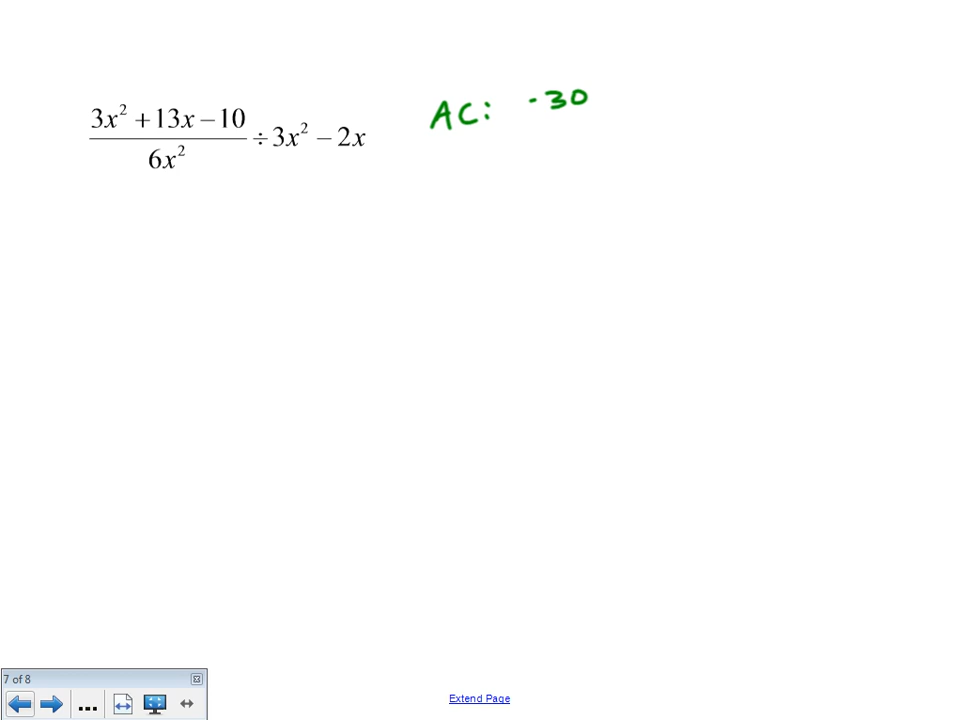 3x² + 13x − 10
6x²
÷ 3x² − 2x
AC: -30
7 of 8
...
Extend Page